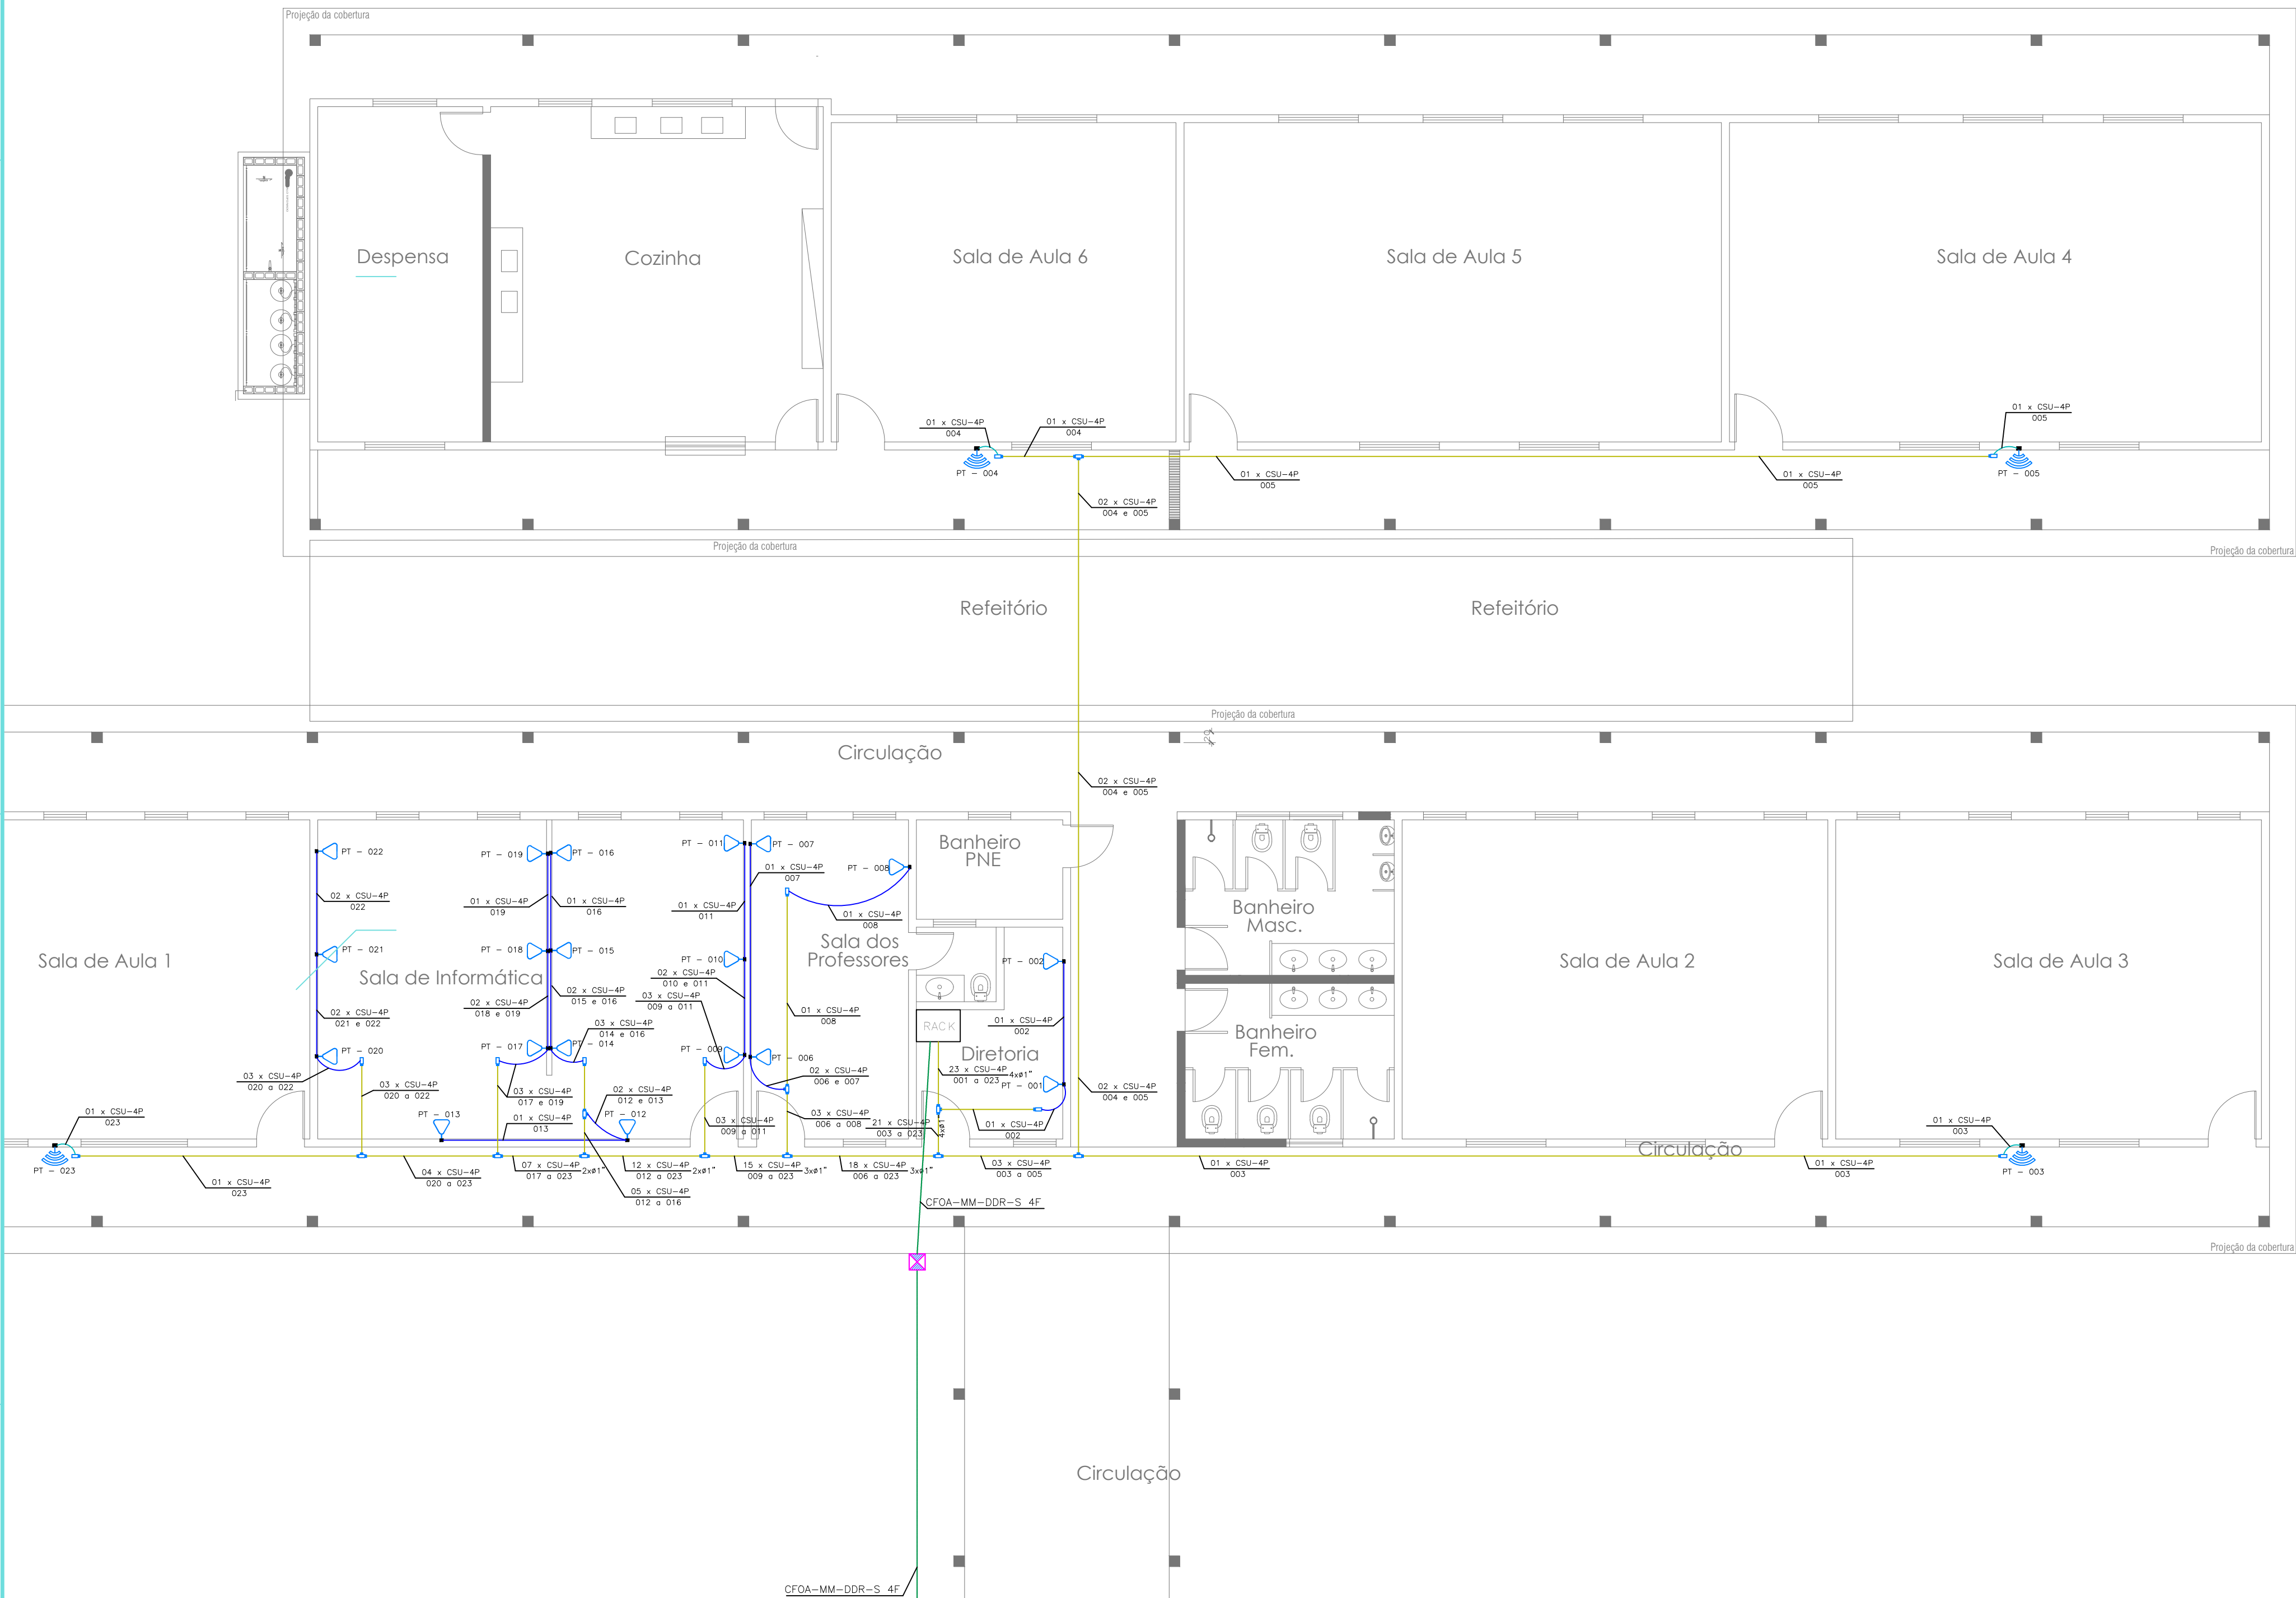 Projeção da cobertura
Despensa
Cozinha
Sala de Aula 6
Sala de Aula 5
Sala de Aula 4
01 x CSU-4P
004
01 x CSU-4P
004
01 x CSU-4P
005
PT - 004
01 x CSU-4P
005
01 x CSU-4P
005
PT - 005
02 x CSU-4P
004 e 005
Projeção da cobertura
Projeção da cobertura
Refeitório
Refeitório
Projeção da cobertura
Circulação
20
02 x CSU-4P
004 e 005
PT - 022
PT - 019
PT - 016
PT - 011
PT - 007
PT - 008
Banheiro
PNE
01 x CSU-4P
007
02 x CSU-4P
022
01 x CSU-4P
019
01 x CSU-4P
016
01 x CSU-4P
011
01 x CSU-4P
008
Banheiro
Masc.
Sala de Aula 1
PT - 021
Sala de Informática
PT - 018
PT - 015
PT - 010
Sala dos
Professores
PT - 002
Sala de Aula 2
Sala de Aula 3
02 x CSU-4P
010 e 011
02 x CSU-4P
021 e 022
02 x CSU-4P
018 e 019
02 x CSU-4P
015 e 016
03 x CSU-4P
009 a 011
01 x CSU-4P
008
RACK
01 x CSU-4P
002
Banheiro
Fem.
03 x CSU-4P
014 e 016
PT - 020
PT - 017
PT - 014
PT - 009
PT - 006
Diretoria
03 x CSU-4P
020 a 022
03 x CSU-4P
020 a 022
03 x CSU-4P
017 e 019
02 x CSU-4P
012 e 013
02 x CSU-4P
006 e 007
23 x CSU-4P 4xø1"
001 a 023
PT - 001
02 x CSU-4P
004 e 005
01 x CSU-4P
023
PT - 013
01 x CSU-4P
013
PT - 012
03 x CSU-4P
009 a 011
03 x CSU-4P
006 a 008
21 x CSU-4P
003 a 023
4xø1"
01 x CSU-4P
002
01 x CSU-4P
003
Circulação
PT - 023
01 x CSU-4P
023
04 x CSU-4P
020 a 023
07 x CSU-4P 2xø1"
017 a 023
12 x CSU-4P 2xø1"
012 a 023
15 x CSU-4P 3xø1"
009 a 023
18 x CSU-4P 3xø1"
006 a 023
03 x CSU-4P
003 a 005
01 x CSU-4P
003
01 x CSU-4P
003
PT - 003
05 x CSU-4P
012 a 016
CFOA-MM-DDR-S 4F
Projeção da cobertura
Circulação
CFOA-MM-DDR-S 4F